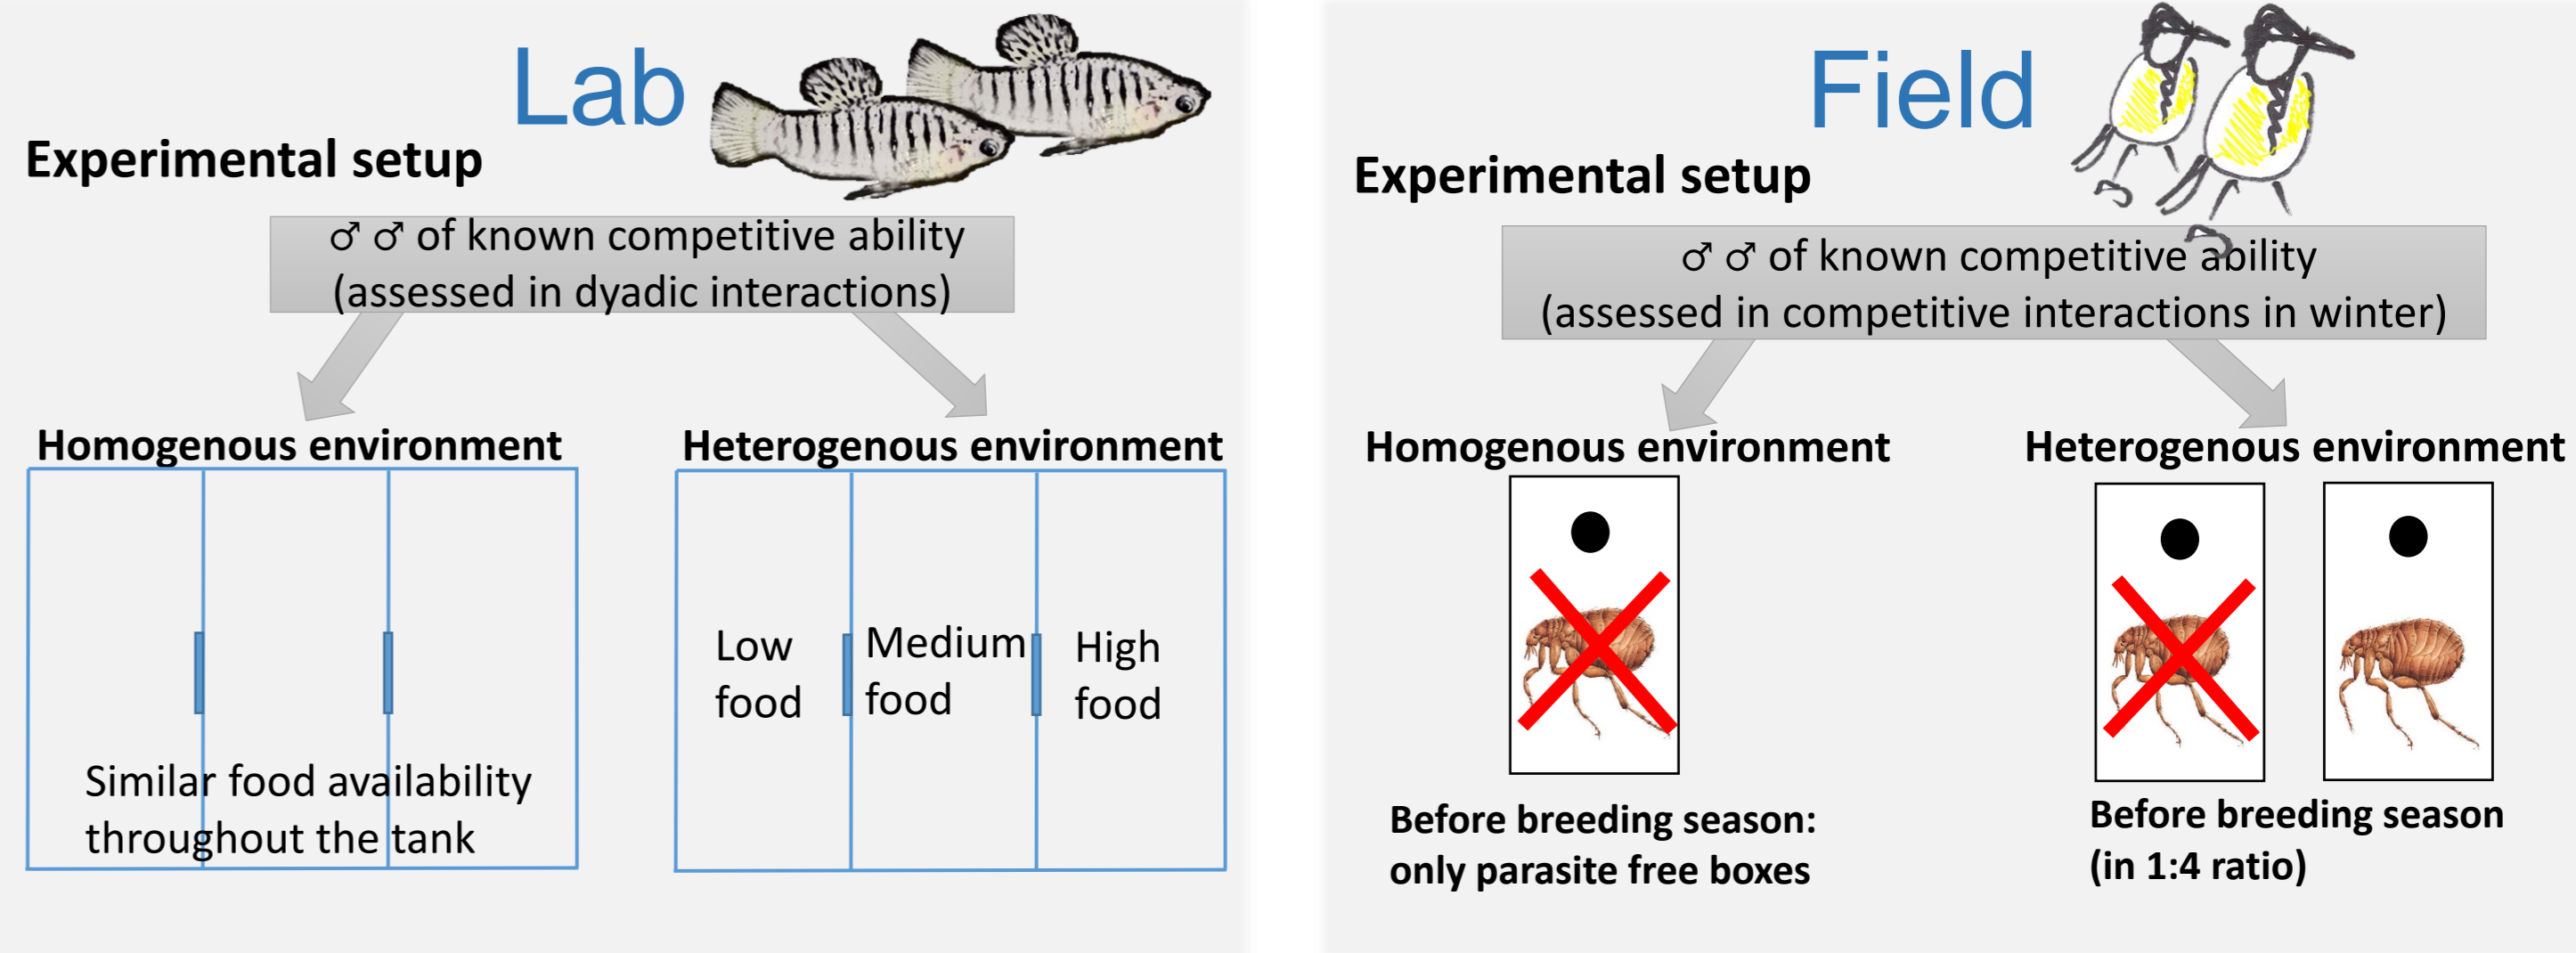 Lab
Experimental setup
♂ ♂ of known competitive ability
(assessed in dyadic interactions)
Homogenous environment
Similar food availability
throughout the tank
Heterogenous environment
Low
food
Medium
food
High
food
Field
Experimental setup
♂ ♂ of known competitive ability
(assessed in competitive interactions in winter)
Homogenous environment
Before breeding season:
only parasite free boxes
Heterogenous environment
Before breeding season
(in 1:4 ratio)